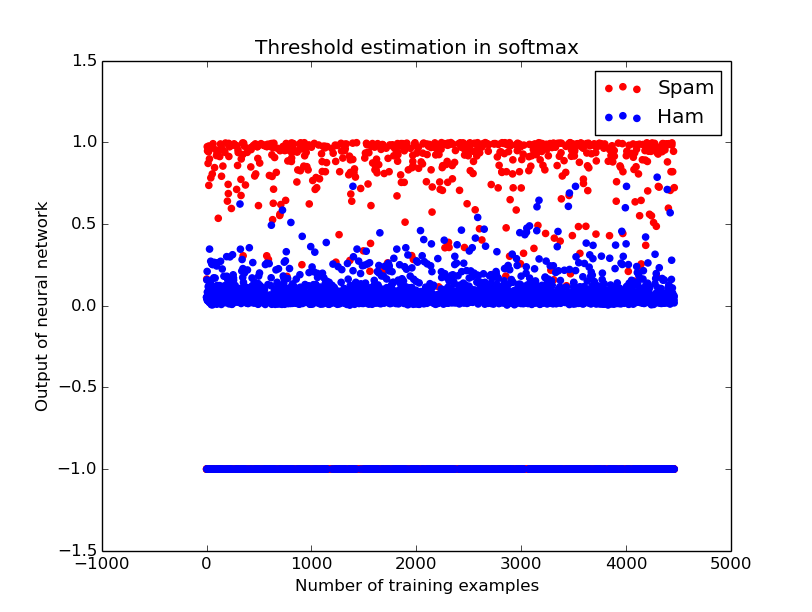 Threshold estimation in softmax
1.5
1.0
0.5
0.0
−0.5
−1.0
−1.5
Output of neural network
Spam
Ham
−1000
0
1000
2000
3000
4000
5000
Number of training examples